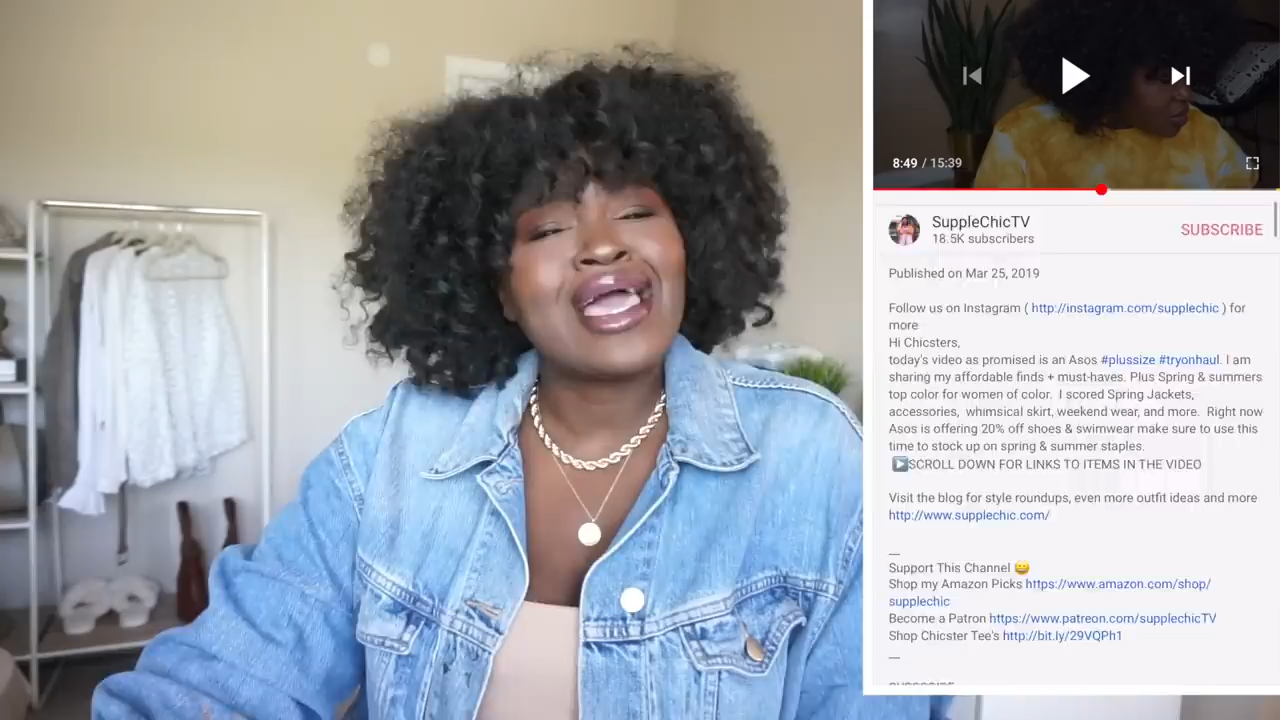 8:49 / 15:39
SuppleChicTV
18.5K subscribers
SUBSCRIBE
Published on Mar 25, 2019
Follow us on Instagram ( http://instagram.com/supplechic ) for
more
Hi Chicsters,
today's video as promised is an Asos #plussize #tryonhaul. I am
sharing my affordable finds + must-haves. Plus Spring & summers
top color for women of color.  I scored Spring Jackets,
accessories,  whimsical skirt, weekend wear, and more.  Right now
Asos is offering 20% off shoes & swimwear make sure to use this
time to stock up on spring & summer staples.
▶️SCROLL DOWN FOR LINKS TO ITEMS IN THE VIDEO
Visit the blog for style roundups, even more outfit ideas and more
http://www.supplechic.com/
—
Support This Channel 😀
Shop my Amazon Picks https://www.amazon.com/shop/
supplechic
Become a Patron https://www.patreon.com/supplechicTV
Shop Chicster Tee's http://bit.ly/29VQPh1
—